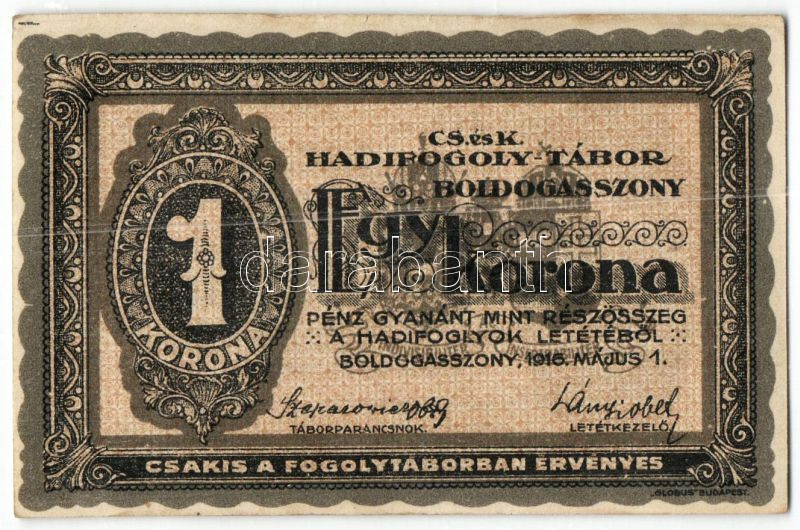 CS. és K.
HADIFOGOLY-TÁBOR
BOLDOGASSZONY
Egy Korona
1
KORONA
PÉNZ GYANÁNT MINT RÉSZÖSSZEG
A HADIFOGLYOK LETÉTÉBŐL
BOLDOGASSZONY, 1916. MÁJUS 1.
TÁBORPARANCSNOK.
LETÉTKEZELŐ.
CSAKIS A FOGOLYTÁBORBAN ÉRVÉNYES
„GLOBUS" BUDAPEST.
darabanth